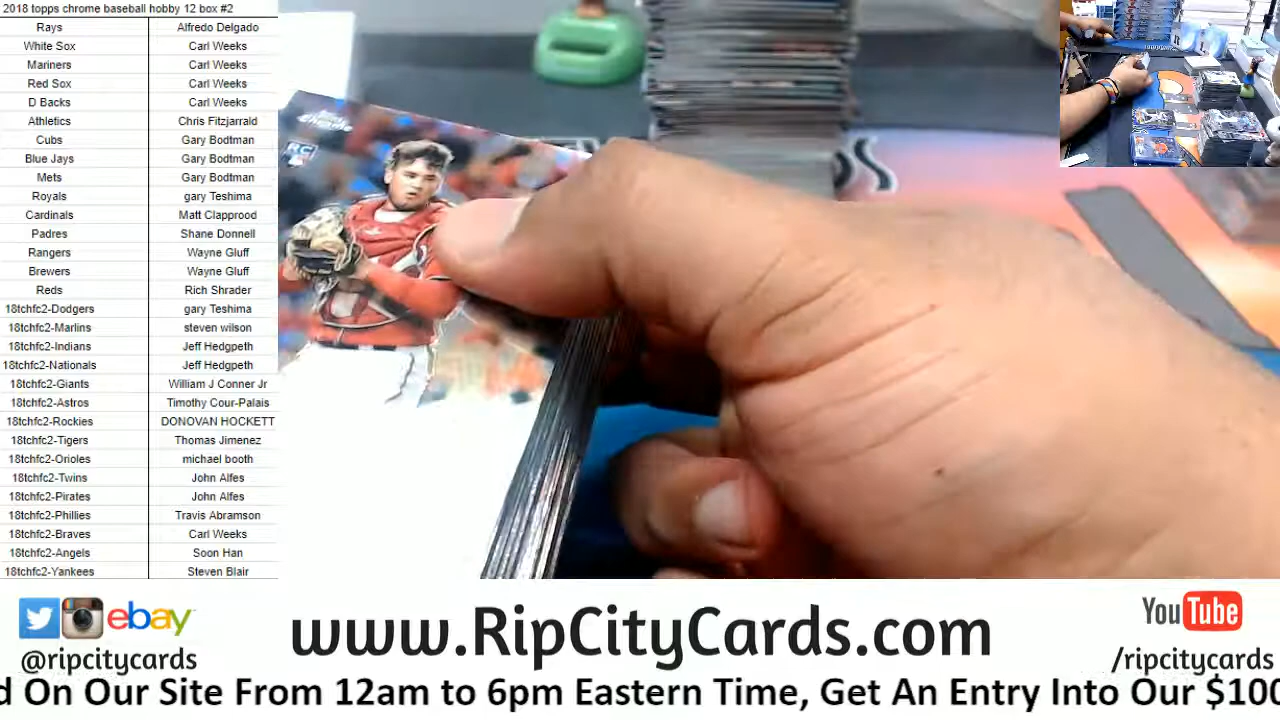 2018 topps chrome baseball hobby 12 box #2
Rays Alfredo Delgado
White Sox Carl Weeks
Mariners Carl Weeks
Red Sox Carl Weeks
D Backs Carl Weeks
Athletics Chris Fitzjarrald
Cubs Gary Bodtman
Blue Jays Gary Bodtman
Mets Gary Bodtman
Royals gary Teshima
Cardinals Matt Clapprood
Padres Shane Donnell
Rangers Wayne Gluff
Brewers Wayne Gluff
Reds Rich Shrader
18tchfc2-Dodgers gary Teshima
18tchfc2-Marlins steven wilson
18tchfc2-Indians Jeff Hedgpeth
18tchfc2-Nationals Jeff Hedgpeth
18tchfc2-Giants William J Conner Jr
18tchfc2-Astros Timothy Cour-Palais
18tchfc2-Rockies DONOVAN HOCKETT
18tchfc2-Tigers Thomas Jimenez
18tchfc2-Orioles michael booth
18tchfc2-Twins John Alfes
18tchfc2-Pirates John Alfes
18tchfc2-Phillies Travis Abramson
18tchfc2-Braves Carl Weeks
18tchfc2-Angels Soon Han
18tchfc2-Yankees Steven Blair
RC
ebay
@ripcitycards
www.RipCityCards.com
YouTube
/ripcitycards
d On Our Site From 12am to 6pm Eastern Time, Get An Entry Into Our $100